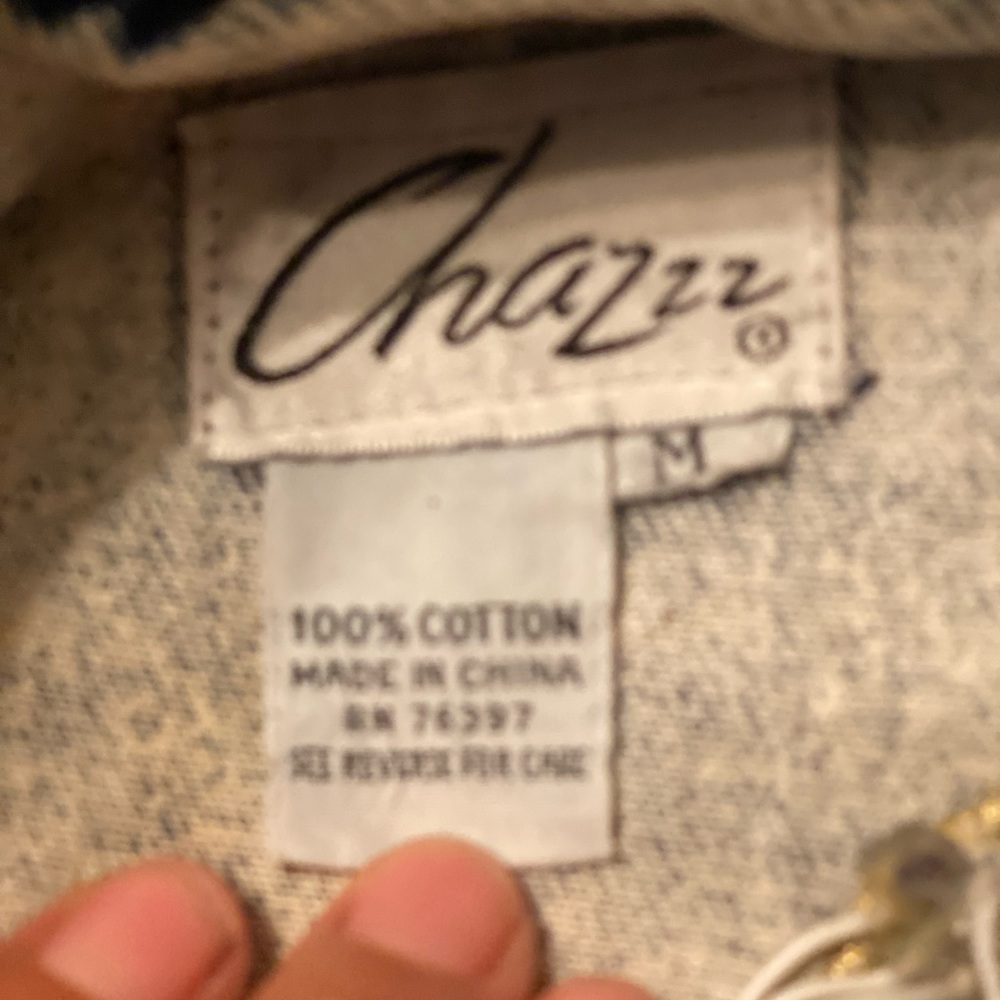 Chazzz
M
100% COTTON
MADE IN CHINA
RN 76397
SEE REVERSE FOR CARE